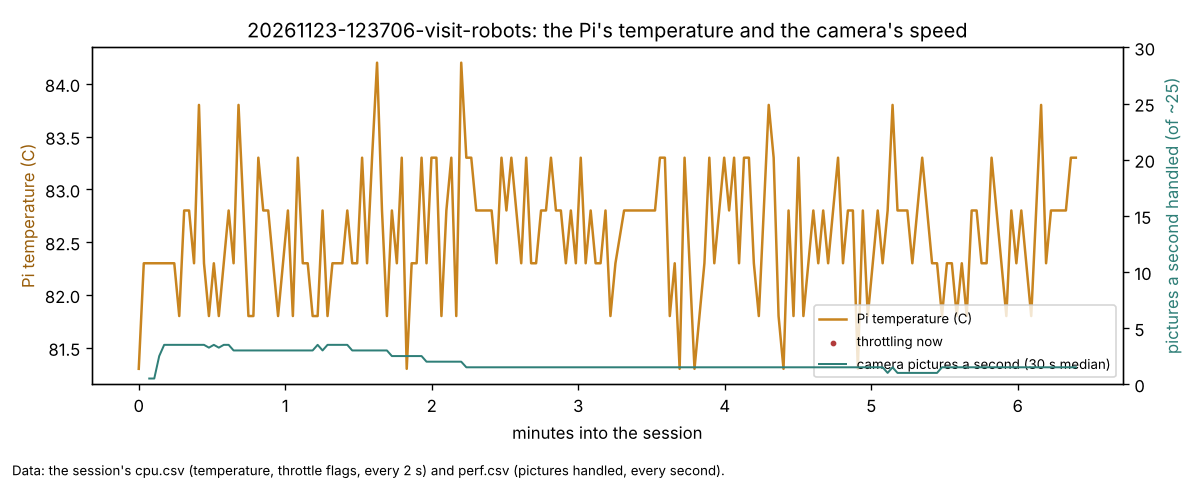 20261123-123706-visit-robots: the Pi's temperature and the camera's speed
Pi temperature (C)
84.0
83.5
83.0
82.5
82.0
81.5
30
25
20
15
10
5
0
pictures a second handled (of ~25)
Pi temperature (C)
throttling now
camera pictures a second (30 s median)
0 1 2 3 4 5 6
minutes into the session
Data: the session's cpu.csv (temperature, throttle flags, every 2 s) and perf.csv (pictures handled, every second).